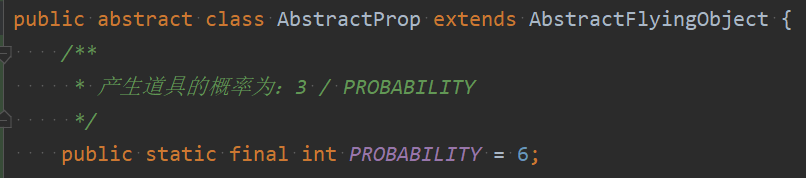 public abstract class AbstractProp extends AbstractFlyingObject {
/**
* 产生道具的概率为：3 / PROBABILITY
*/
public static final int PROBABILITY = 6;